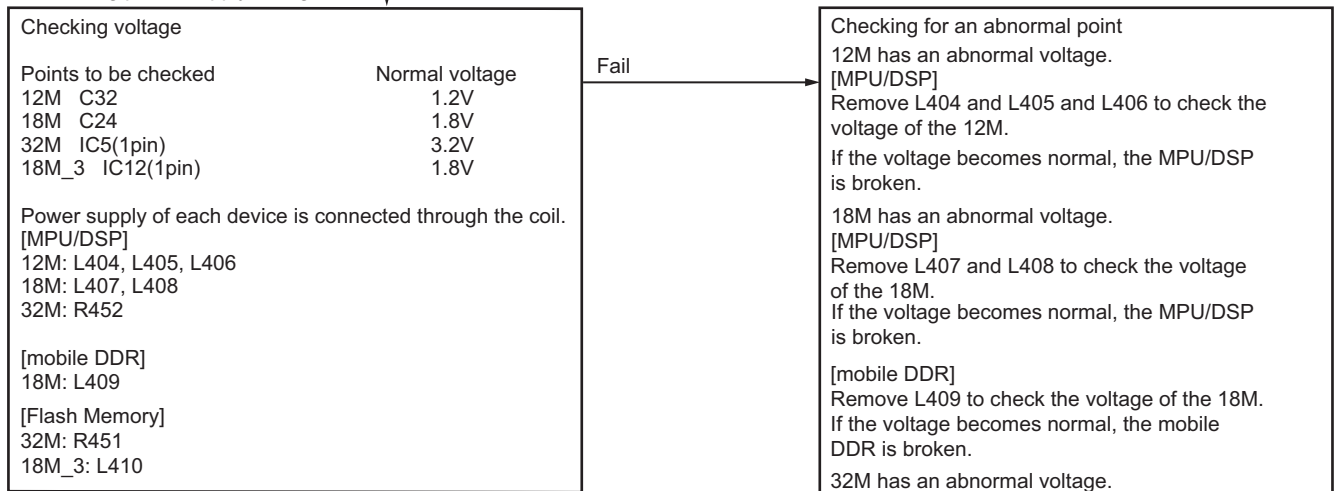 Checking voltage
Points to be checked Normal voltage
12M C32 1.2V
18M C24 1.8V
32M IC5(1pin) 3.2V
18M_3 IC12(1pin) 1.8V
Power supply of each device is connected through the coil.
[MPU/DSP]
12M: L404, L405, L406
18M: L407, L408
32M: R452
[mobile DDR]
18M: L409
[Flash Memory]
32M: R451
18M_3: L410
Fail
Checking for an abnormal point
12M has an abnormal voltage.
[MPU/DSP]
Remove L404 and L405 and L406 to check the
voltage of the 12M.
If the voltage becomes normal, the MPU/DSP
is broken.
18M has an abnormal voltage.
[MPU/DSP]
Remove L407 and L408 to check the voltage
of the 18M.
If the voltage becomes normal, the MPU/DSP
is broken.
[mobile DDR]
Remove L409 to check the voltage of the 18M.
If the voltage becomes normal, the mobile
DDR is broken.
32M has an abnormal voltage.